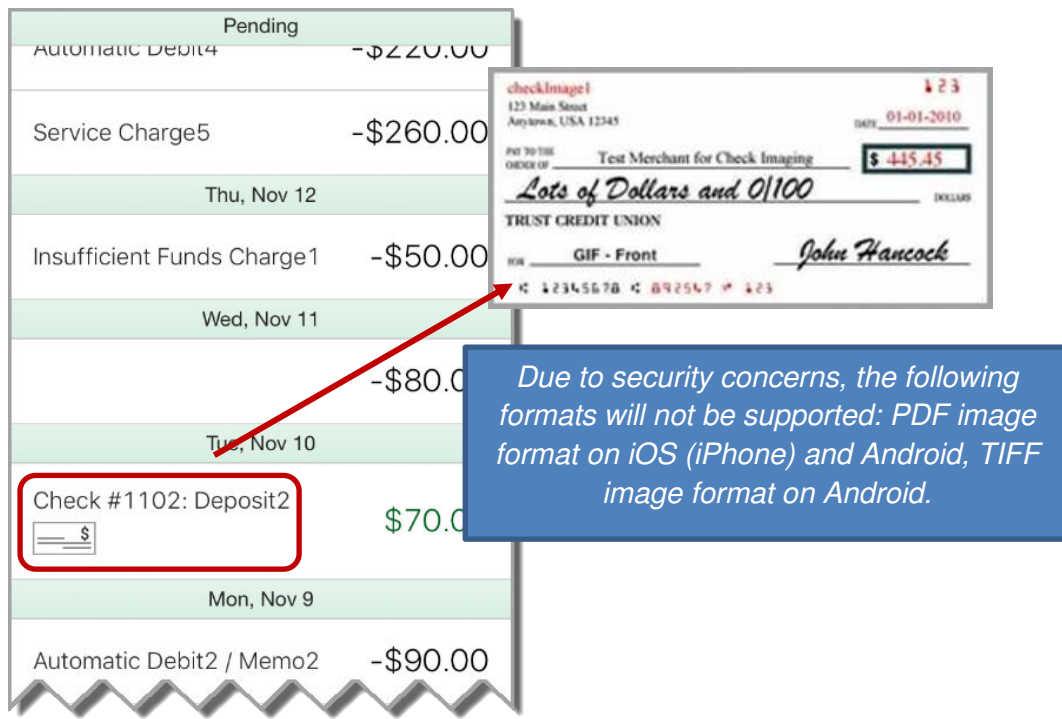 Pending
Automatic Debit4 -$220.00
Service Charge5 -$260.00
Thu, Nov 12
Insufficient Funds Charge1 -$50.00
Wed, Nov 11
-$80.0
Tue, Nov 10
Check #1102: Deposit2
$70.0
$
Mon, Nov 9
Automatic Debit2 / Memo2 -$90.00
checkImage1 123
123 Main Street
Anytown, USA 12345
DATE 01-01-2010
PAY TO THE
ORDER OF Test Merchant for Check Imaging $ 445.45
Lots of Dollars and 0/100 DOLLARS
TRUST CREDIT UNION
FOR GIF - Front John Hancock
12345678 892547 123
Due to security concerns, the following
formats will not be supported: PDF image
format on iOS (iPhone) and Android, TIFF
image format on Android.